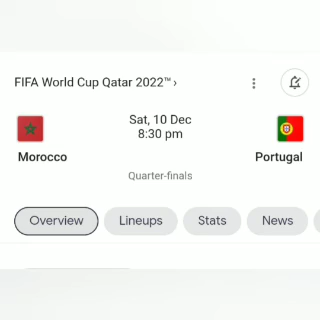 FIFA World Cup Qatar 2022™ ›
Sat, 10 Dec
8:30 pm
Morocco
Portugal
Quarter-finals
Overview
Lineups
Stats
News